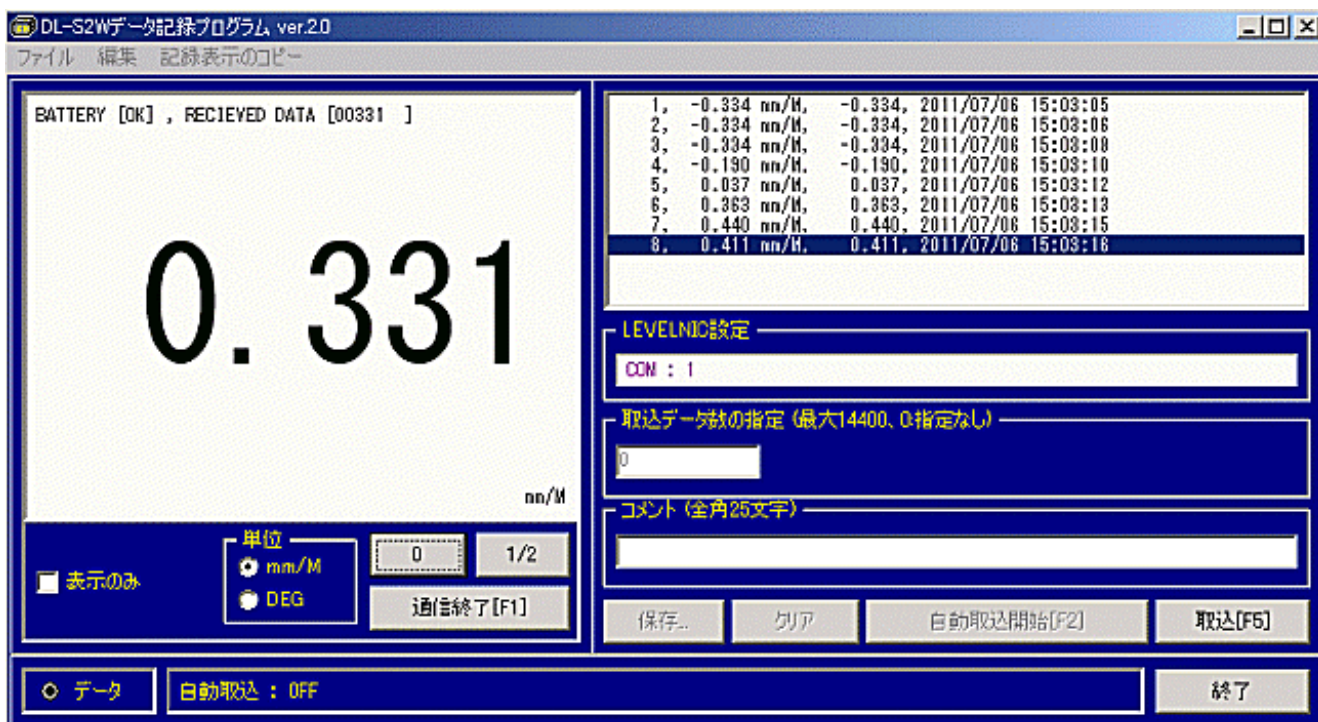 DL-S2Wデータ記録プログラム ver.2.0
ファイル 編集 記録表示のコピー
BATTERY [OK] , RECIEVED DATA [00331 ]
0.331
mm/M
表示のみ
単位
mm/M
DEG
0
1/2
通信終了[F1]
1, -0.334 mm/M, -0.334, 2011/07/06 15:03:05
2, -0.334 mm/M, -0.334, 2011/07/06 15:03:06
3, -0.334 mm/M, -0.334, 2011/07/06 15:03:08
4, -0.190 mm/M, -0.190, 2011/07/06 15:03:10
5, 0.037 mm/M, 0.037, 2011/07/06 15:03:12
6, 0.363 mm/M, 0.363, 2011/07/06 15:03:13
7, 0.440 mm/M, 0.440, 2011/07/06 15:03:15
8, 0.411 mm/M, 0.411, 2011/07/06 15:03:16
LEVELNIC設定
COM : 1
取込データ数の指定 (最大14400、0:指定なし)
0
コメント (全角25文字)
保存... クリア 自動取込開始[F2] 取込[F5]
データ 自動取込 : OFF 終了